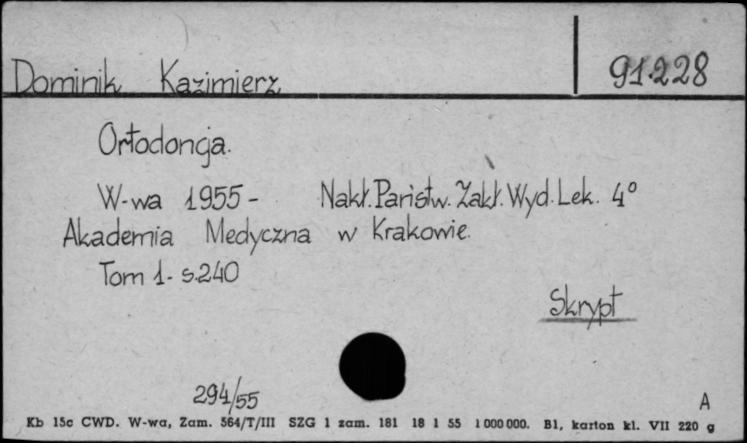 Dominik Kazimierz 91.228
Ortodoncja.
W-wa 1955 - Nakł. Państw. Zakł. Wyd. Lek. 4°
Akademia Medyczna w Krakowie.
Tom 1 - s.240
Skrypt
294/55
A
Kb 15c CWD. W-wa, Zam. 564/T/III SZG 1 zam. 181 18 1 55 1 000 000. B1, karton kl. VII 220 g